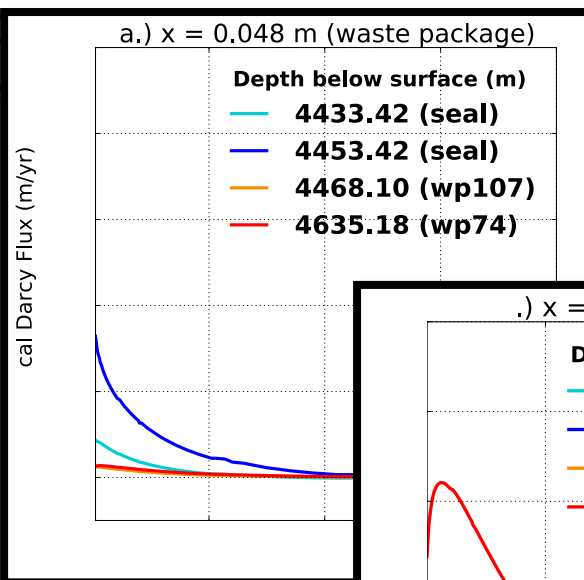 a.) x = 0.048 m (waste package)
Depth below surface (m)
4433.42 (seal)
4453.42 (seal)
4468.10 (wp107)
4635.18 (wp74)
cal Darcy Flux (m/yr)
.) x =
D